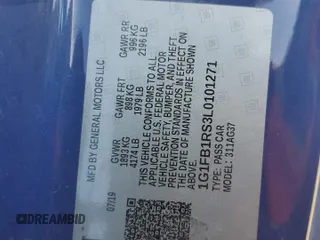 MFD BY GENERAL MOTORS LLC
07/19
GVWR
1893 KG
4174 LB
GAWR FRT
898 KG
1979 LB
GAWR RR
996 KG
2196 LB
THIS VEHICLE CONFORMS TO ALL
APPLICABLE U.S. FEDERAL MOTOR
VEHICLE SAFETY, BUMPER, AND THEFT
PREVENTION STANDARDS IN EFFECT ON
THE DATE OF MANUFACTURE SHOWN
ABOVE.
1G1FB1RS3L0101271
TYPE: PASS CAR
MODEL: 311AG37
AUTOBIDMASTER